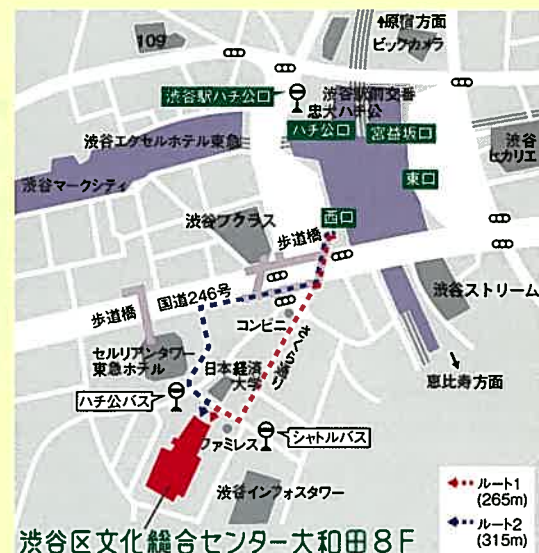 ↑原宿方面
ビックカメラ
109
渋谷駅ハチ公口
渋谷駅前交番
忠犬ハチ公
ハチ公口
宮益坂口
渋谷
ヒカリエ
渋谷エクセルホテル東急
東口
渋谷マークシティ
西口
渋谷フクラス
歩道橋
国道246号
歩道橋
渋谷ストリーム
コンビニ
さくら通り
セルリアンタワー
東急ホテル
日本経済
大学
恵比寿方面
ハチ公バス
ファミレス
シャトルバス
渋谷インフォスタワー
ルート1
(265m)
ルート2
(315m)
渋谷区文化総合センター大和田8F